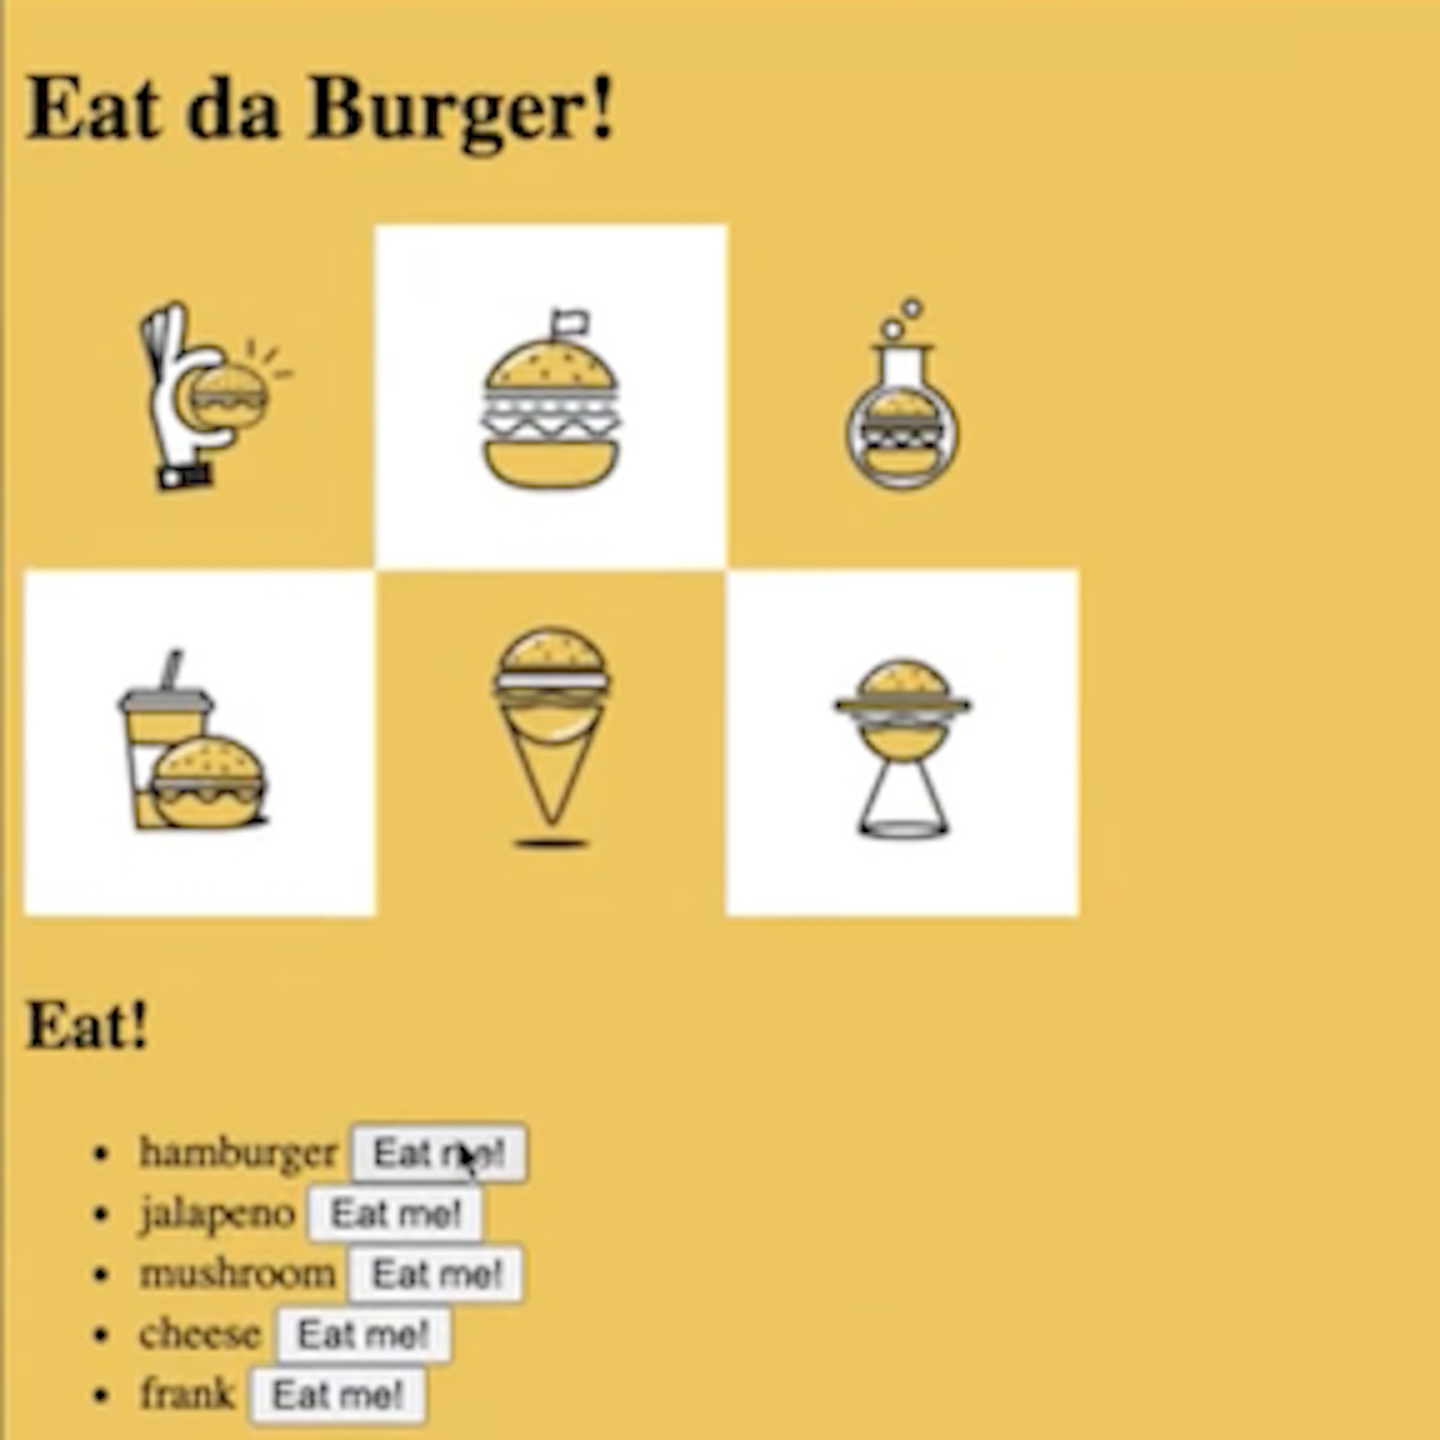 Eat da Burger!
Eat!
hamburger Eat me!
jalapeno Eat me!
mushroom Eat me!
cheese Eat me!
frank Eat me!